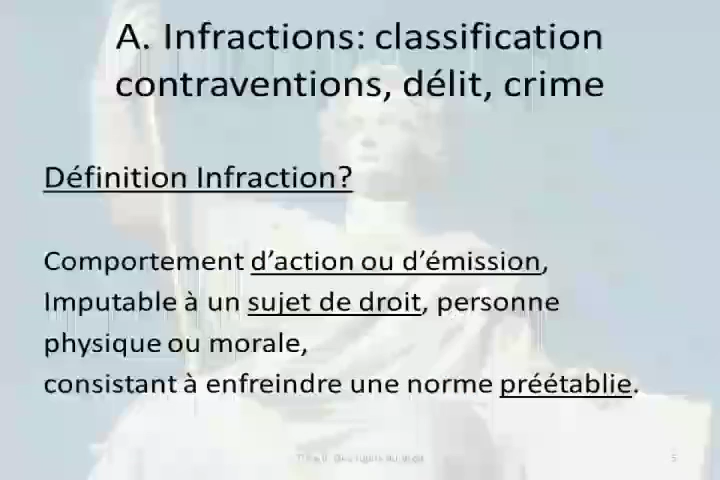 A. Infractions: classification
contraventions, délit, crime
Définition Infraction?
Comportement d’action ou d’émission,
Imputable à un sujet de droit, personne
physique ou morale,
consistant à enfreindre une norme préétablie.
5